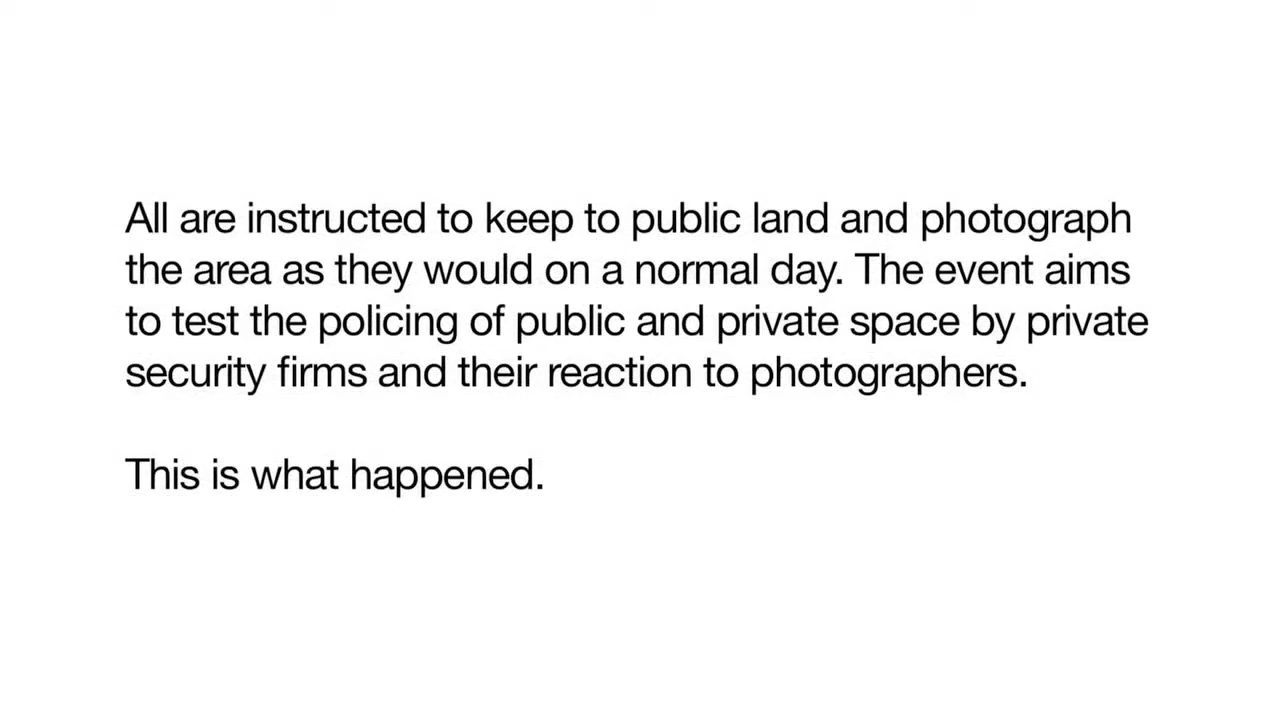 All are instructed to keep to public land and photograph
the area as they would on a normal day. The event aims
to test the policing of public and private space by private
security firms and their reaction to photographers.
This is what happened.